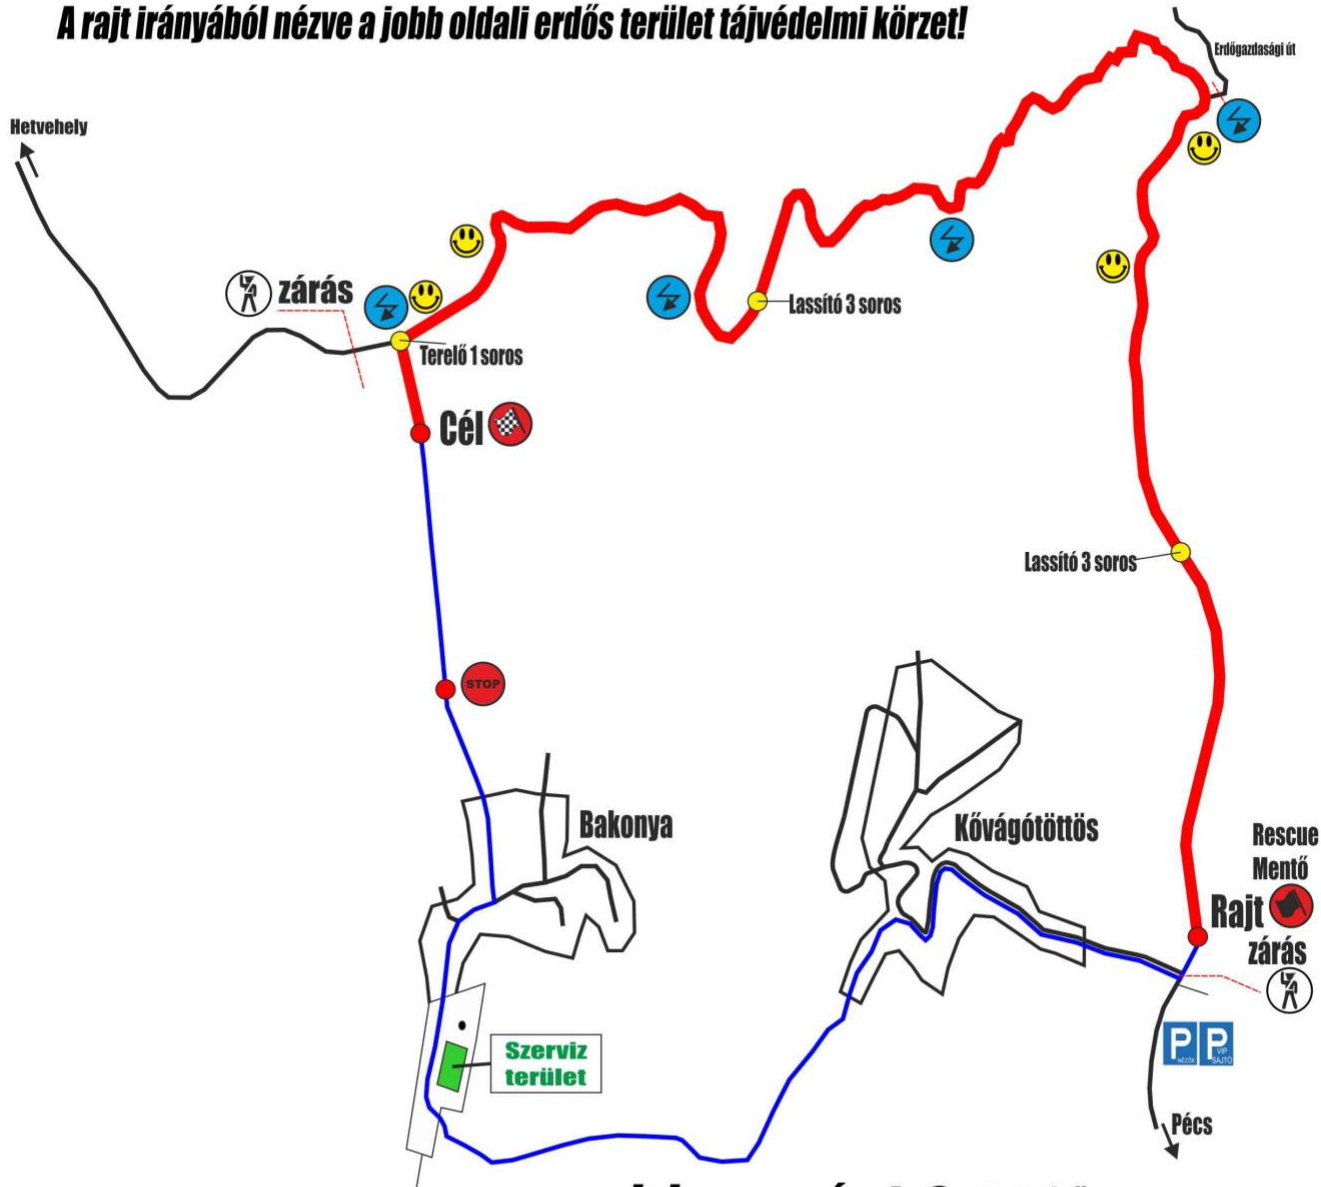 A rajt irányából nézve a jobb oldali erdős terület tájvédelmi körzet!
Erdőgazdasági út
Hetvehely
zárás
Lassító 3 soros
Terelő 1 soros
Cél
Lassító 3 soros
STOP
Bakonya
Kővágótöttös
Rescue
Mentő
Rajt
zárás
P
NÉZŐK
P
VIP
SAJTÓ
Szerviz
terület
Pécs